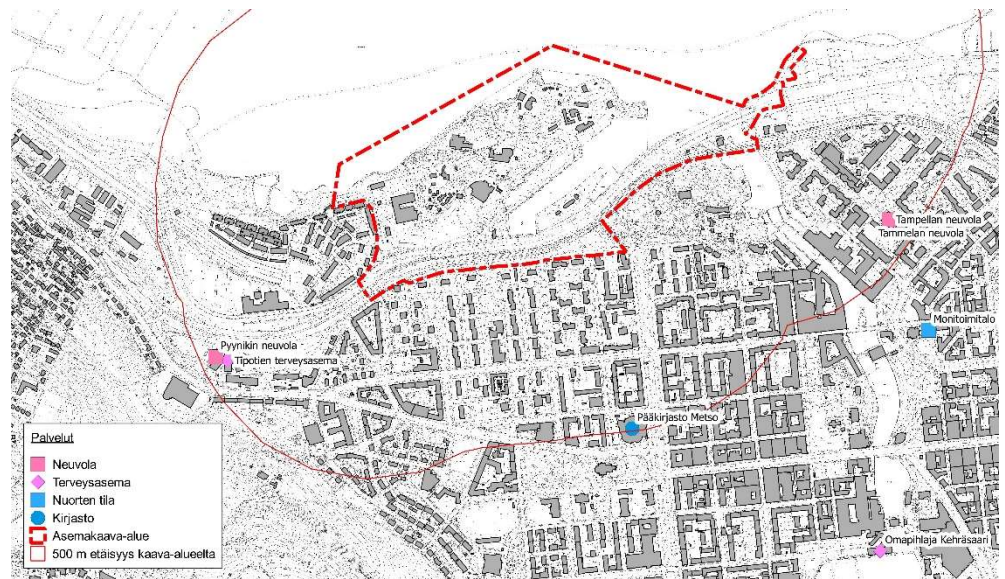 Tampellan neuvola
Tammelan neuvola
Monitoimitalo
Pyynikin neuvola
Tipotien terveysasema
Pääkirjasto Metso
Omapihlaja Kehräsaari
Palvelut
Neuvola
Terveysasema
Nuorten tila
Kirjasto
Asemakaava-alue
500 m etäisyys kaava-alueelta